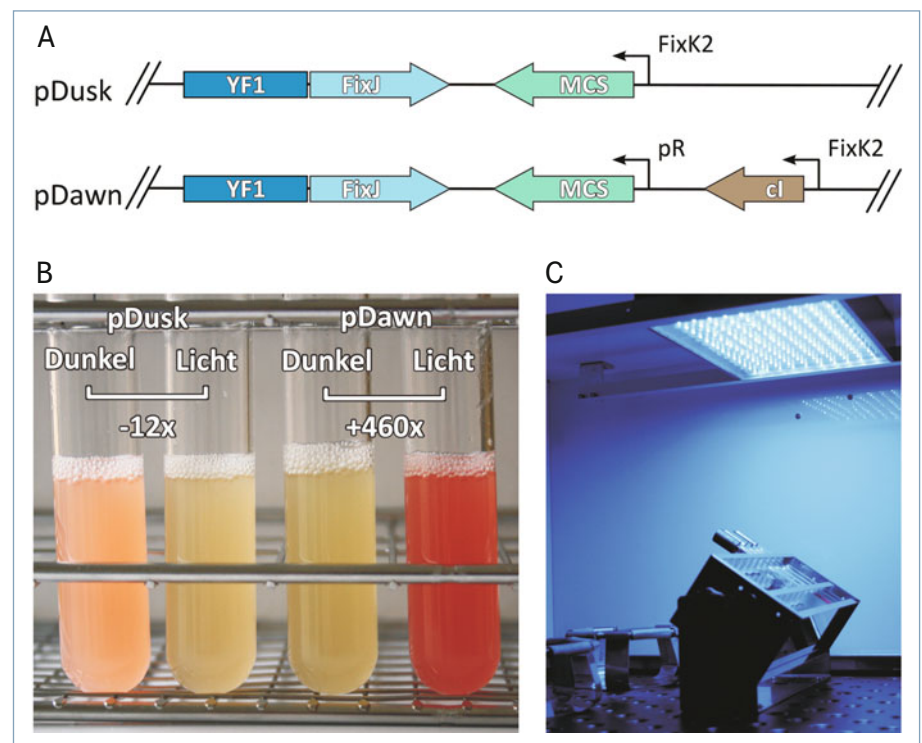 A
pDusk
YF1
FixJ
MCS
FixK2
pDawn
YF1
FixJ
MCS
pR
cI
FixK2
B
pDusk
pDawn
Dunkel
Licht
Dunkel
Licht
-12x
+460x
C